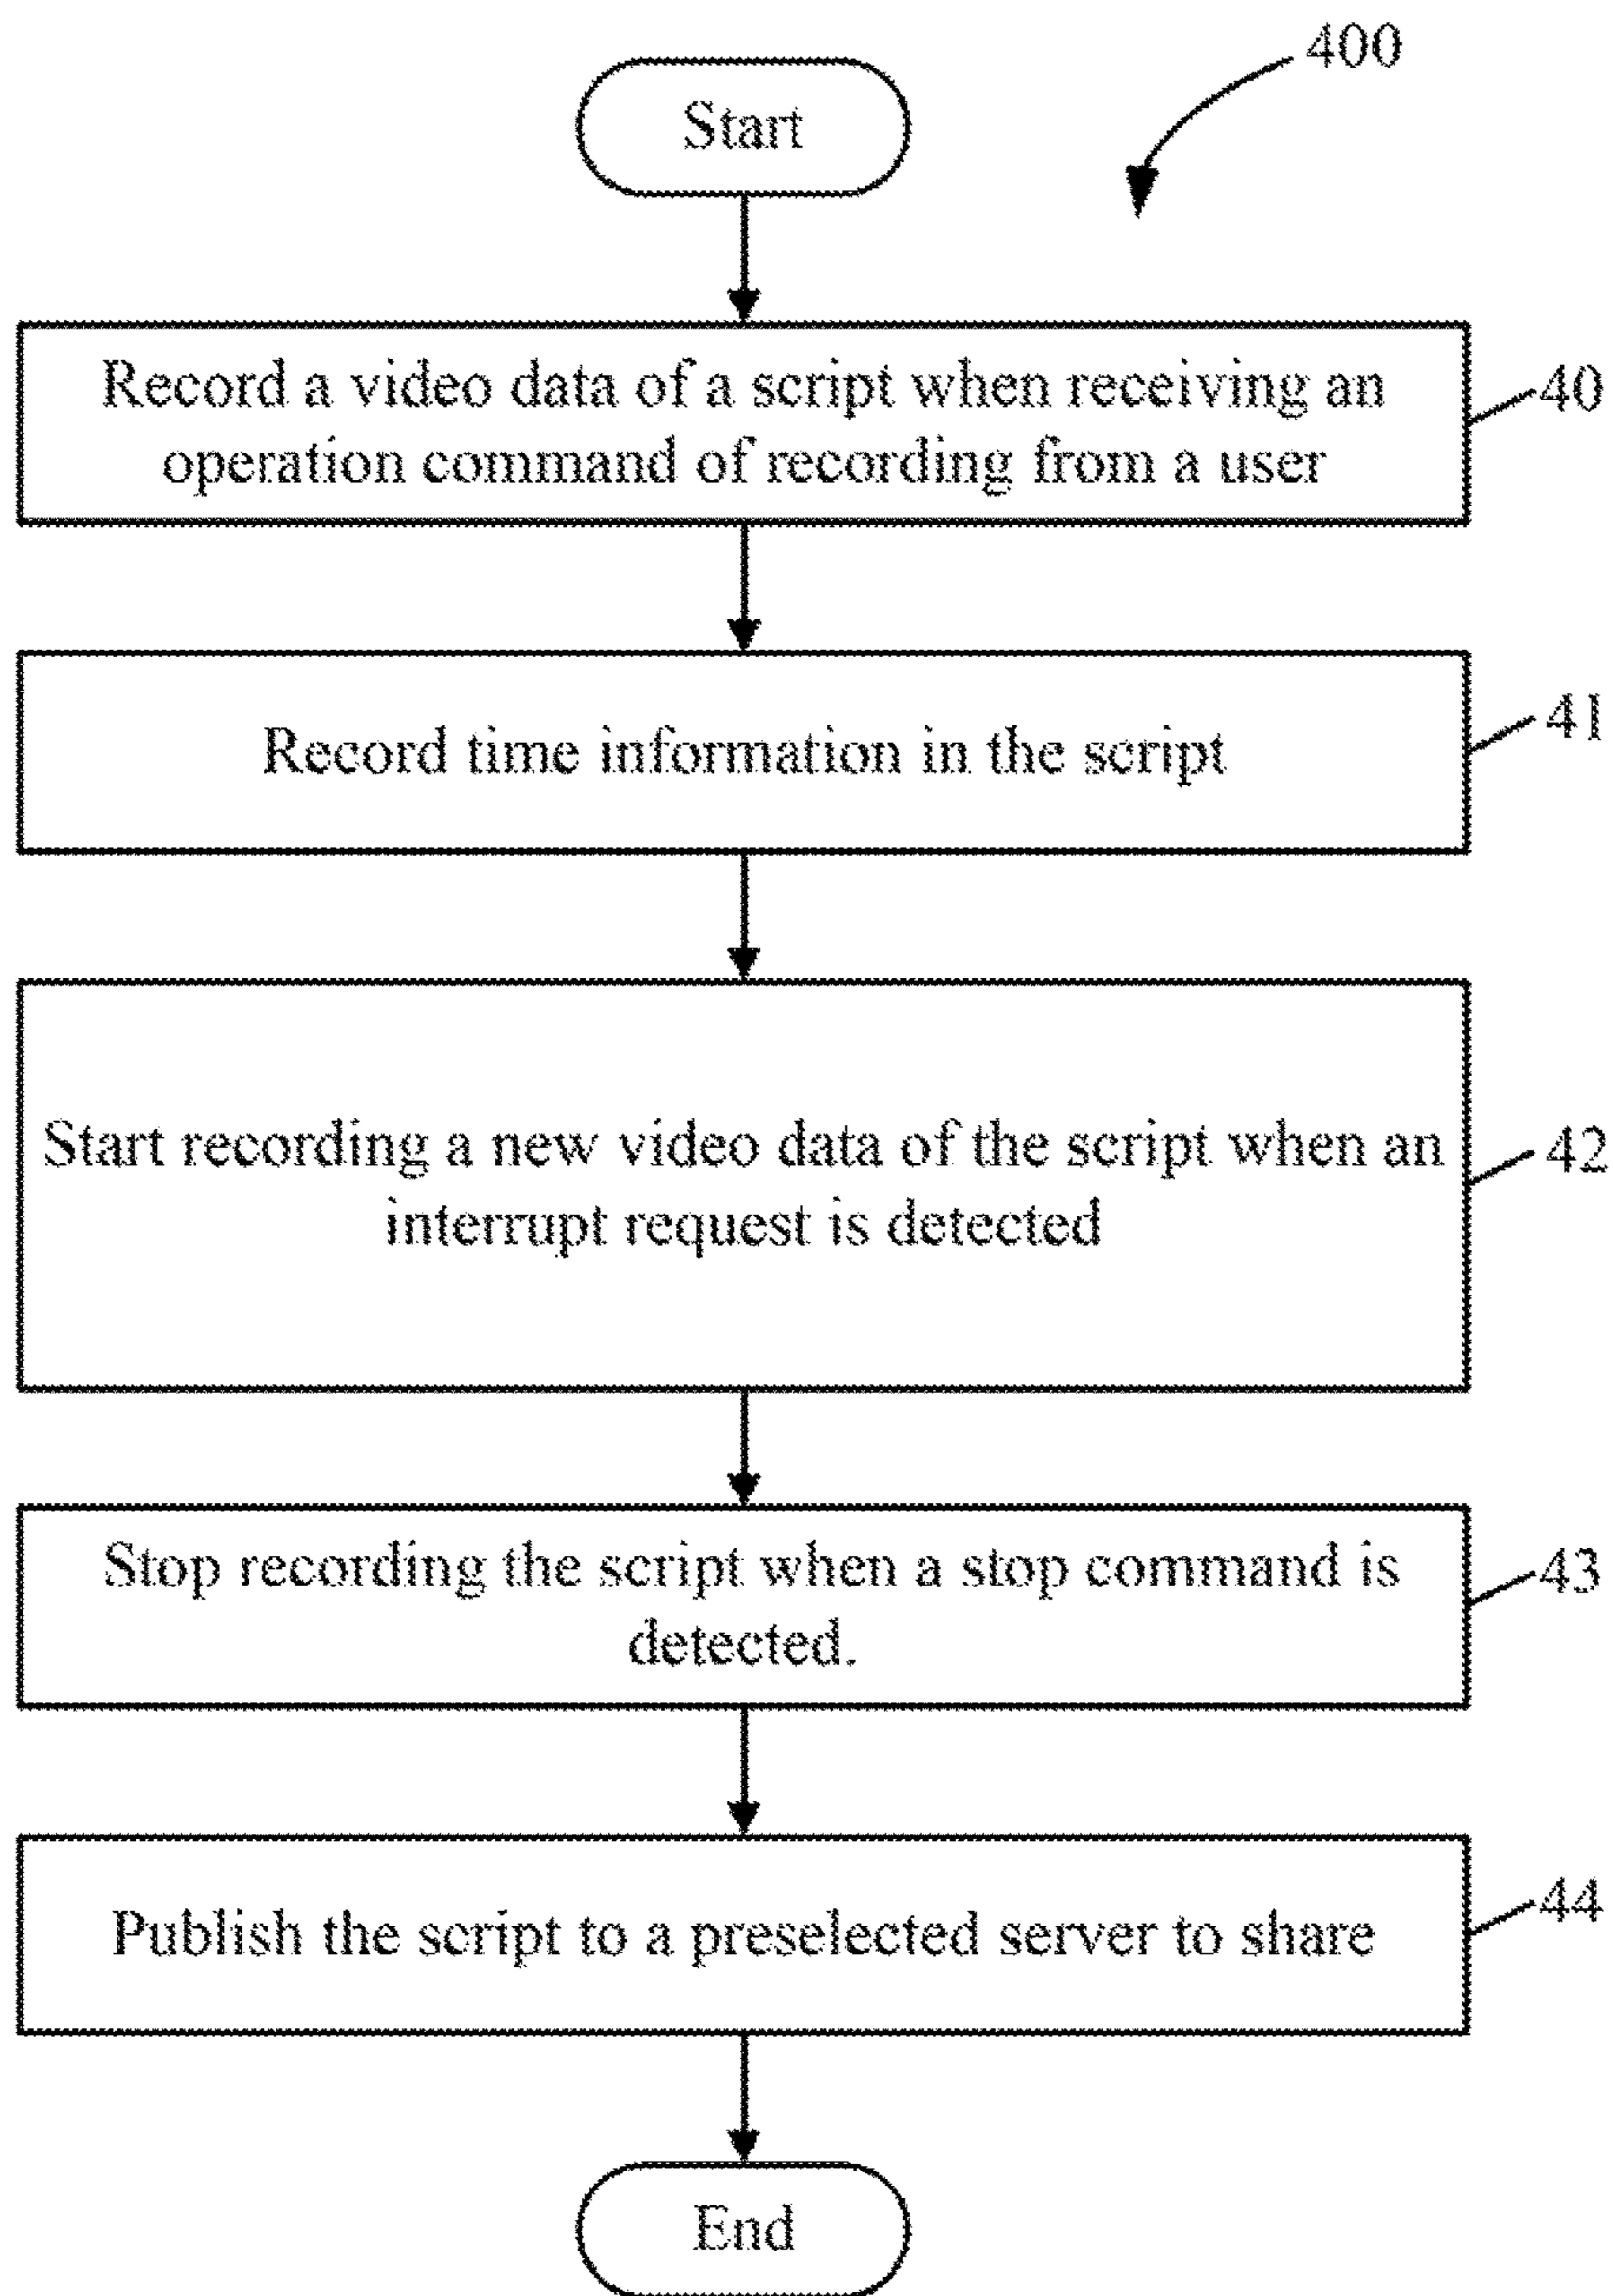 400
Start
Record a video data of a script when receiving an
operation command of recording from a user
40
Record time information in the script
41
Start recording a new video data of the script when an
interrupt request is detected
42
Stop recording the script when a stop command is
detected.
43
Publish the script to a preselected server to share
44
End